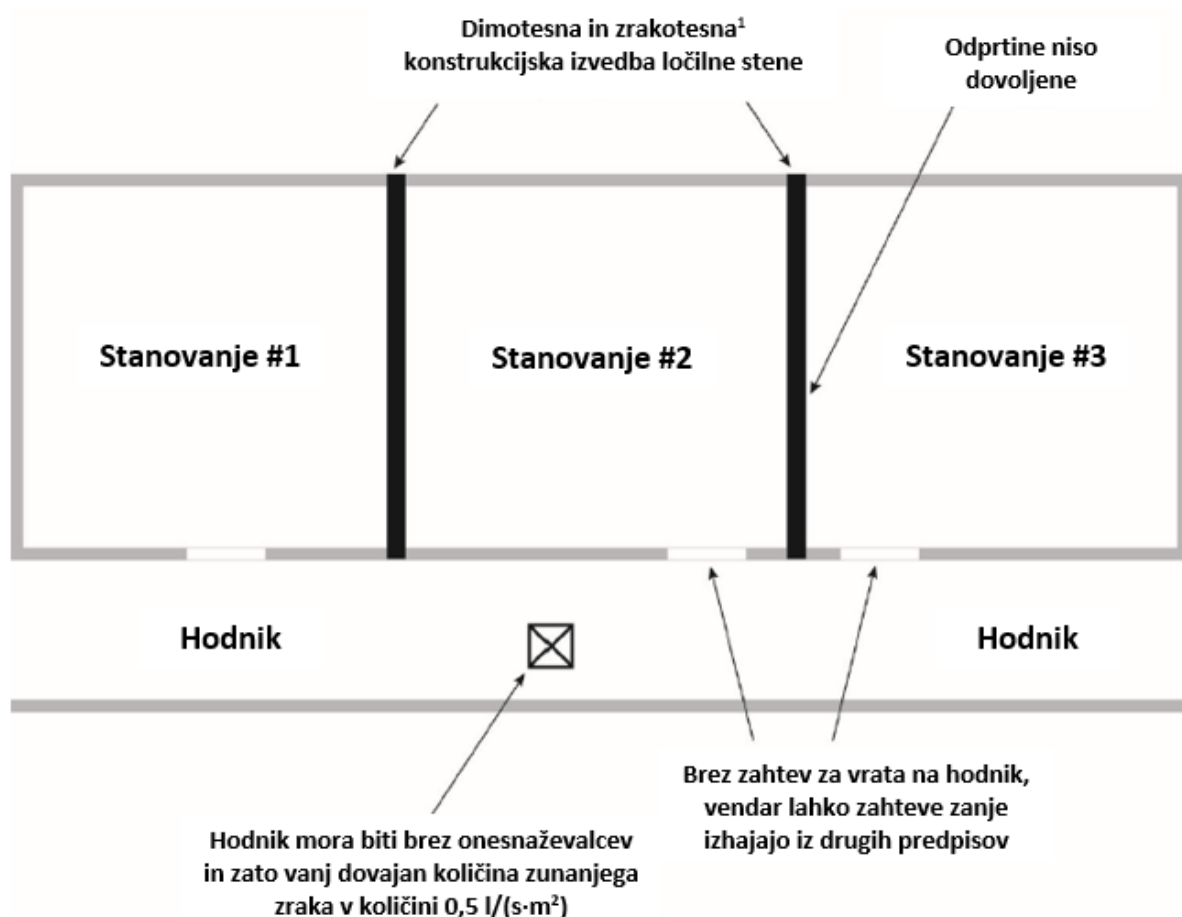 Dimotesna in zrakotesna¹
konstrukcijska izvedba ločilne stene
Odprtine niso
dovoljene
Stanovanje #1
Stanovanje #2
Stanovanje #3
Hodnik
Hodnik
Brez zahtev za vrata na hodnik,
vendar lahko zahteve zanje
izhajajo iz drugih predpisov
Hodnik mora biti brez onesnaževalcev
in zato vanj dovajan količina zunanjega
zraka v količini 0,5 l/(s·m²)